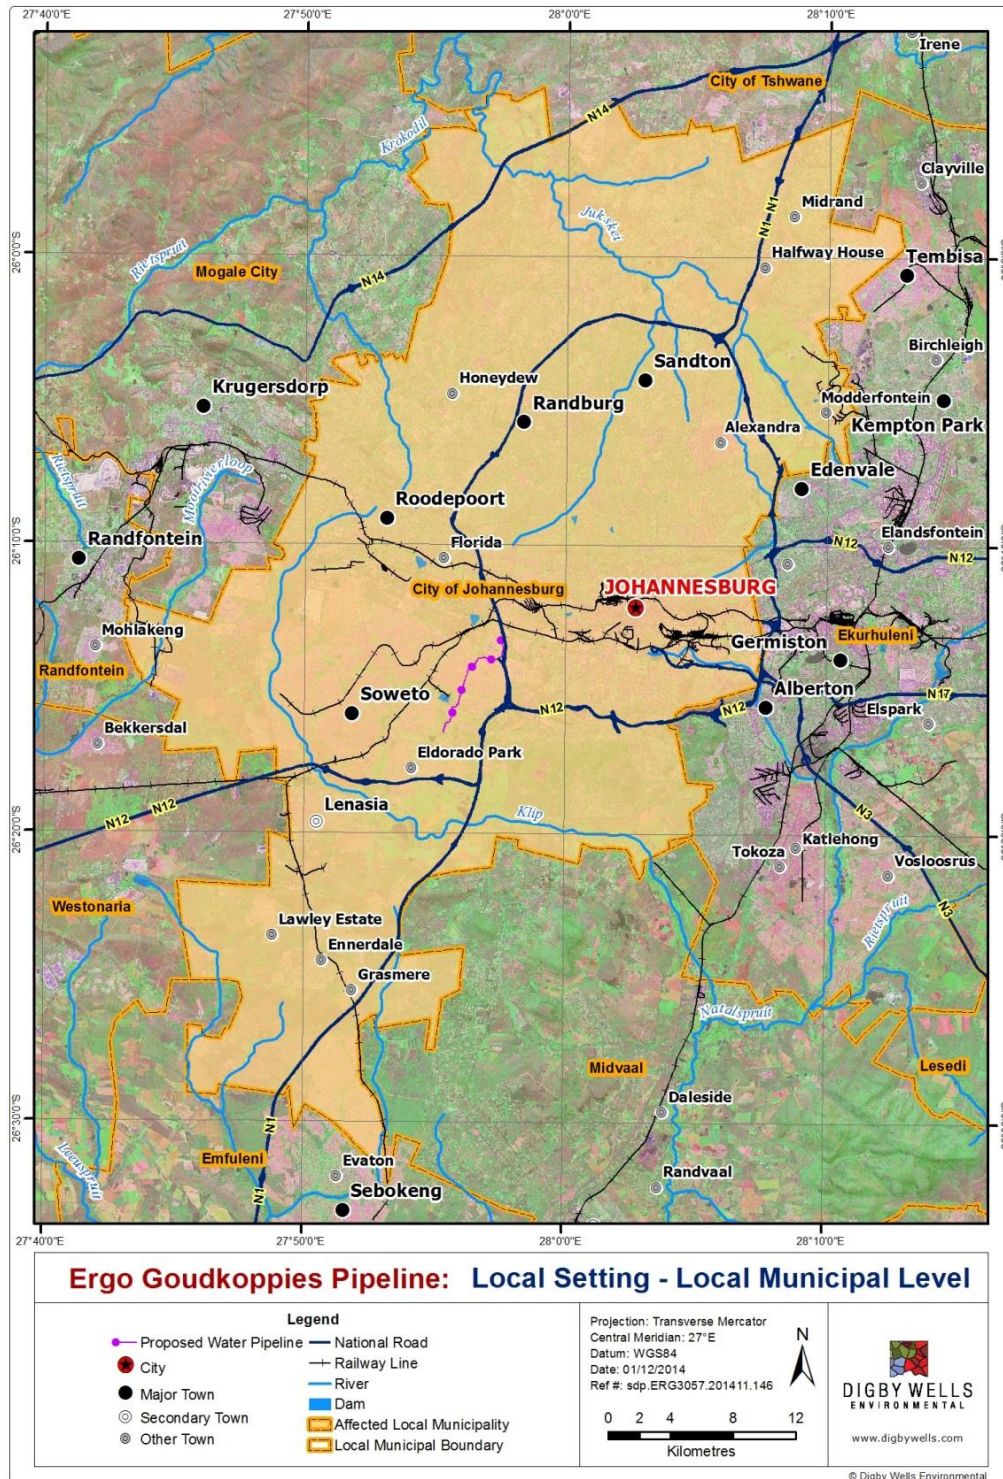 27°40'0"E
27°50'0"E
28°0'0"E
28°10'0"E
Irene
City of Tshwane
N14
Krokodil
Clayville
N1
Midrand
Jukskei
N1
Rietspruit
26°0'0"S
Halfway House
Mogale City
Tembisa
N14
Birchleigh
Sandton
Honeydew
Krugersdorp
Modderfontein
Randburg
Kempton Park
Alexandra
Rietspruit
Mooirivierloop
Edenvale
Roodepoort
Elandsfontein
26°10'0"S
Randfontein
Florida
N12
N12
City of Johannesburg
JOHANNESBURG
Mohlakeng
Germiston
Ekurhuleni
Randfontein
Soweto
Alberton
N17
N12
N12
Elspark
Bekkersdal
Eldorado Park
N12
N12
Lenasia
Klip
N3
26°20'0"S
Tokoza
Katlehong
Vosloosrus
Westonaria
Lawley Estate
Rietspruit
N3
Ennerdale
Grasmere
Natalspruit
Midvaal
Lesedi
Daleside
26°30'0"S
N1
Leeuspruit
Emfuleni
Evaton
Randvaal
N1
Sebokeng
27°40'0"E
27°50'0"E
28°0'0"E
28°10'0"E
Ergo Goudkoppies Pipeline: Local Setting - Local Municipal Level
Legend
Proposed Water Pipeline
City
Major Town
Secondary Town
Other Town
National Road
Railway Line
River
Dam
Affected Local Municipality
Local Municipal Boundary
Projection: Transverse Mercator
Central Meridian: 27°E
Datum: WGS84
Date: 01/12/2014
Ref #: sdp.ERG3057.201411.146
N
0 2 4 8 12
Kilometres
DIGBY WELLS
ENVIRONMENTAL
www.digbywells.com
© Digby Wells Environmental